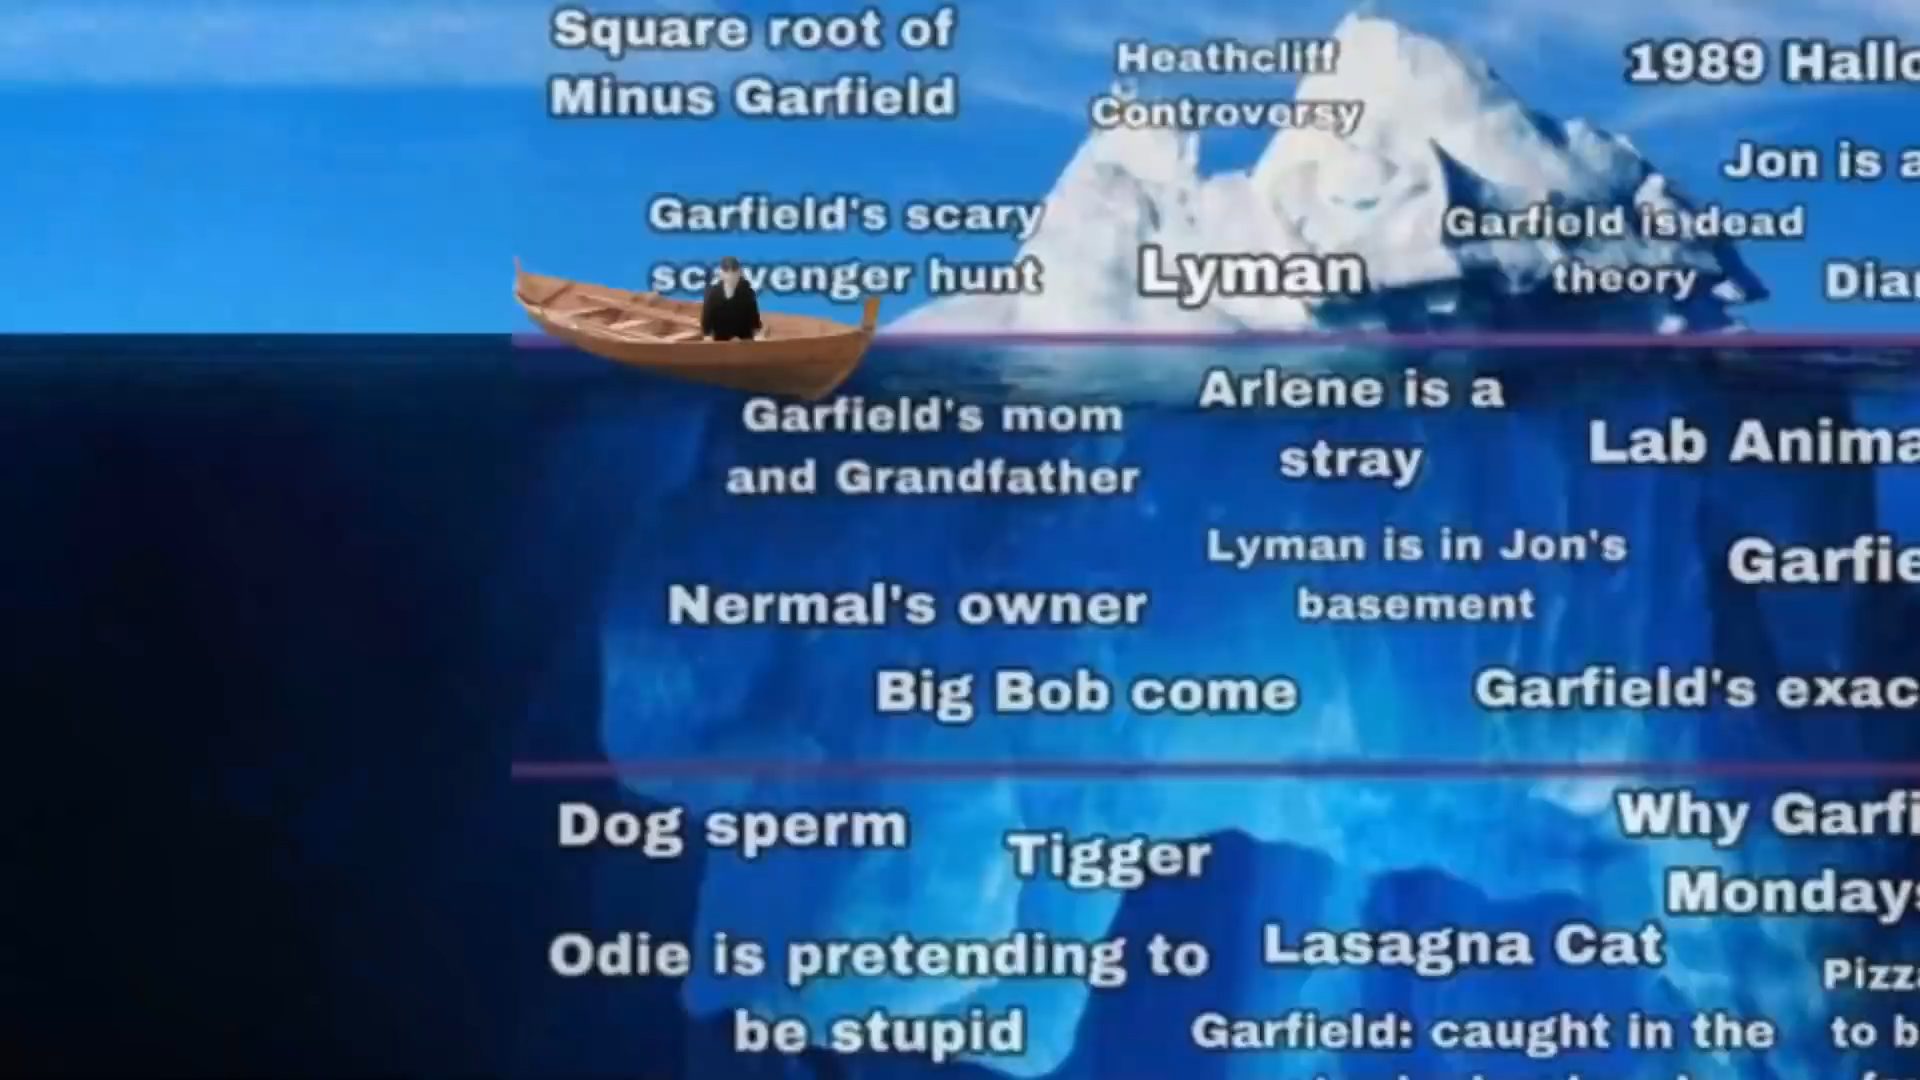 Square root of
Minus Garfield
Heathcliff
Controversy
1989 Hallo
Jon is a
Garfield's scary
scavenger hunt
Lyman
Garfield is dead
theory
Dia
Garfield's mom
and Grandfather
Arlene is a
stray
Lab Anima
Lyman is in Jon's
basement
Garfie
Nermal's owner
Big Bob come
Garfield's exac
Dog sperm
Tigger
Why Garfi
Mondays
Odie is pretending to
be stupid
Lasagna Cat
Pizza
Garfield: caught in the
to b